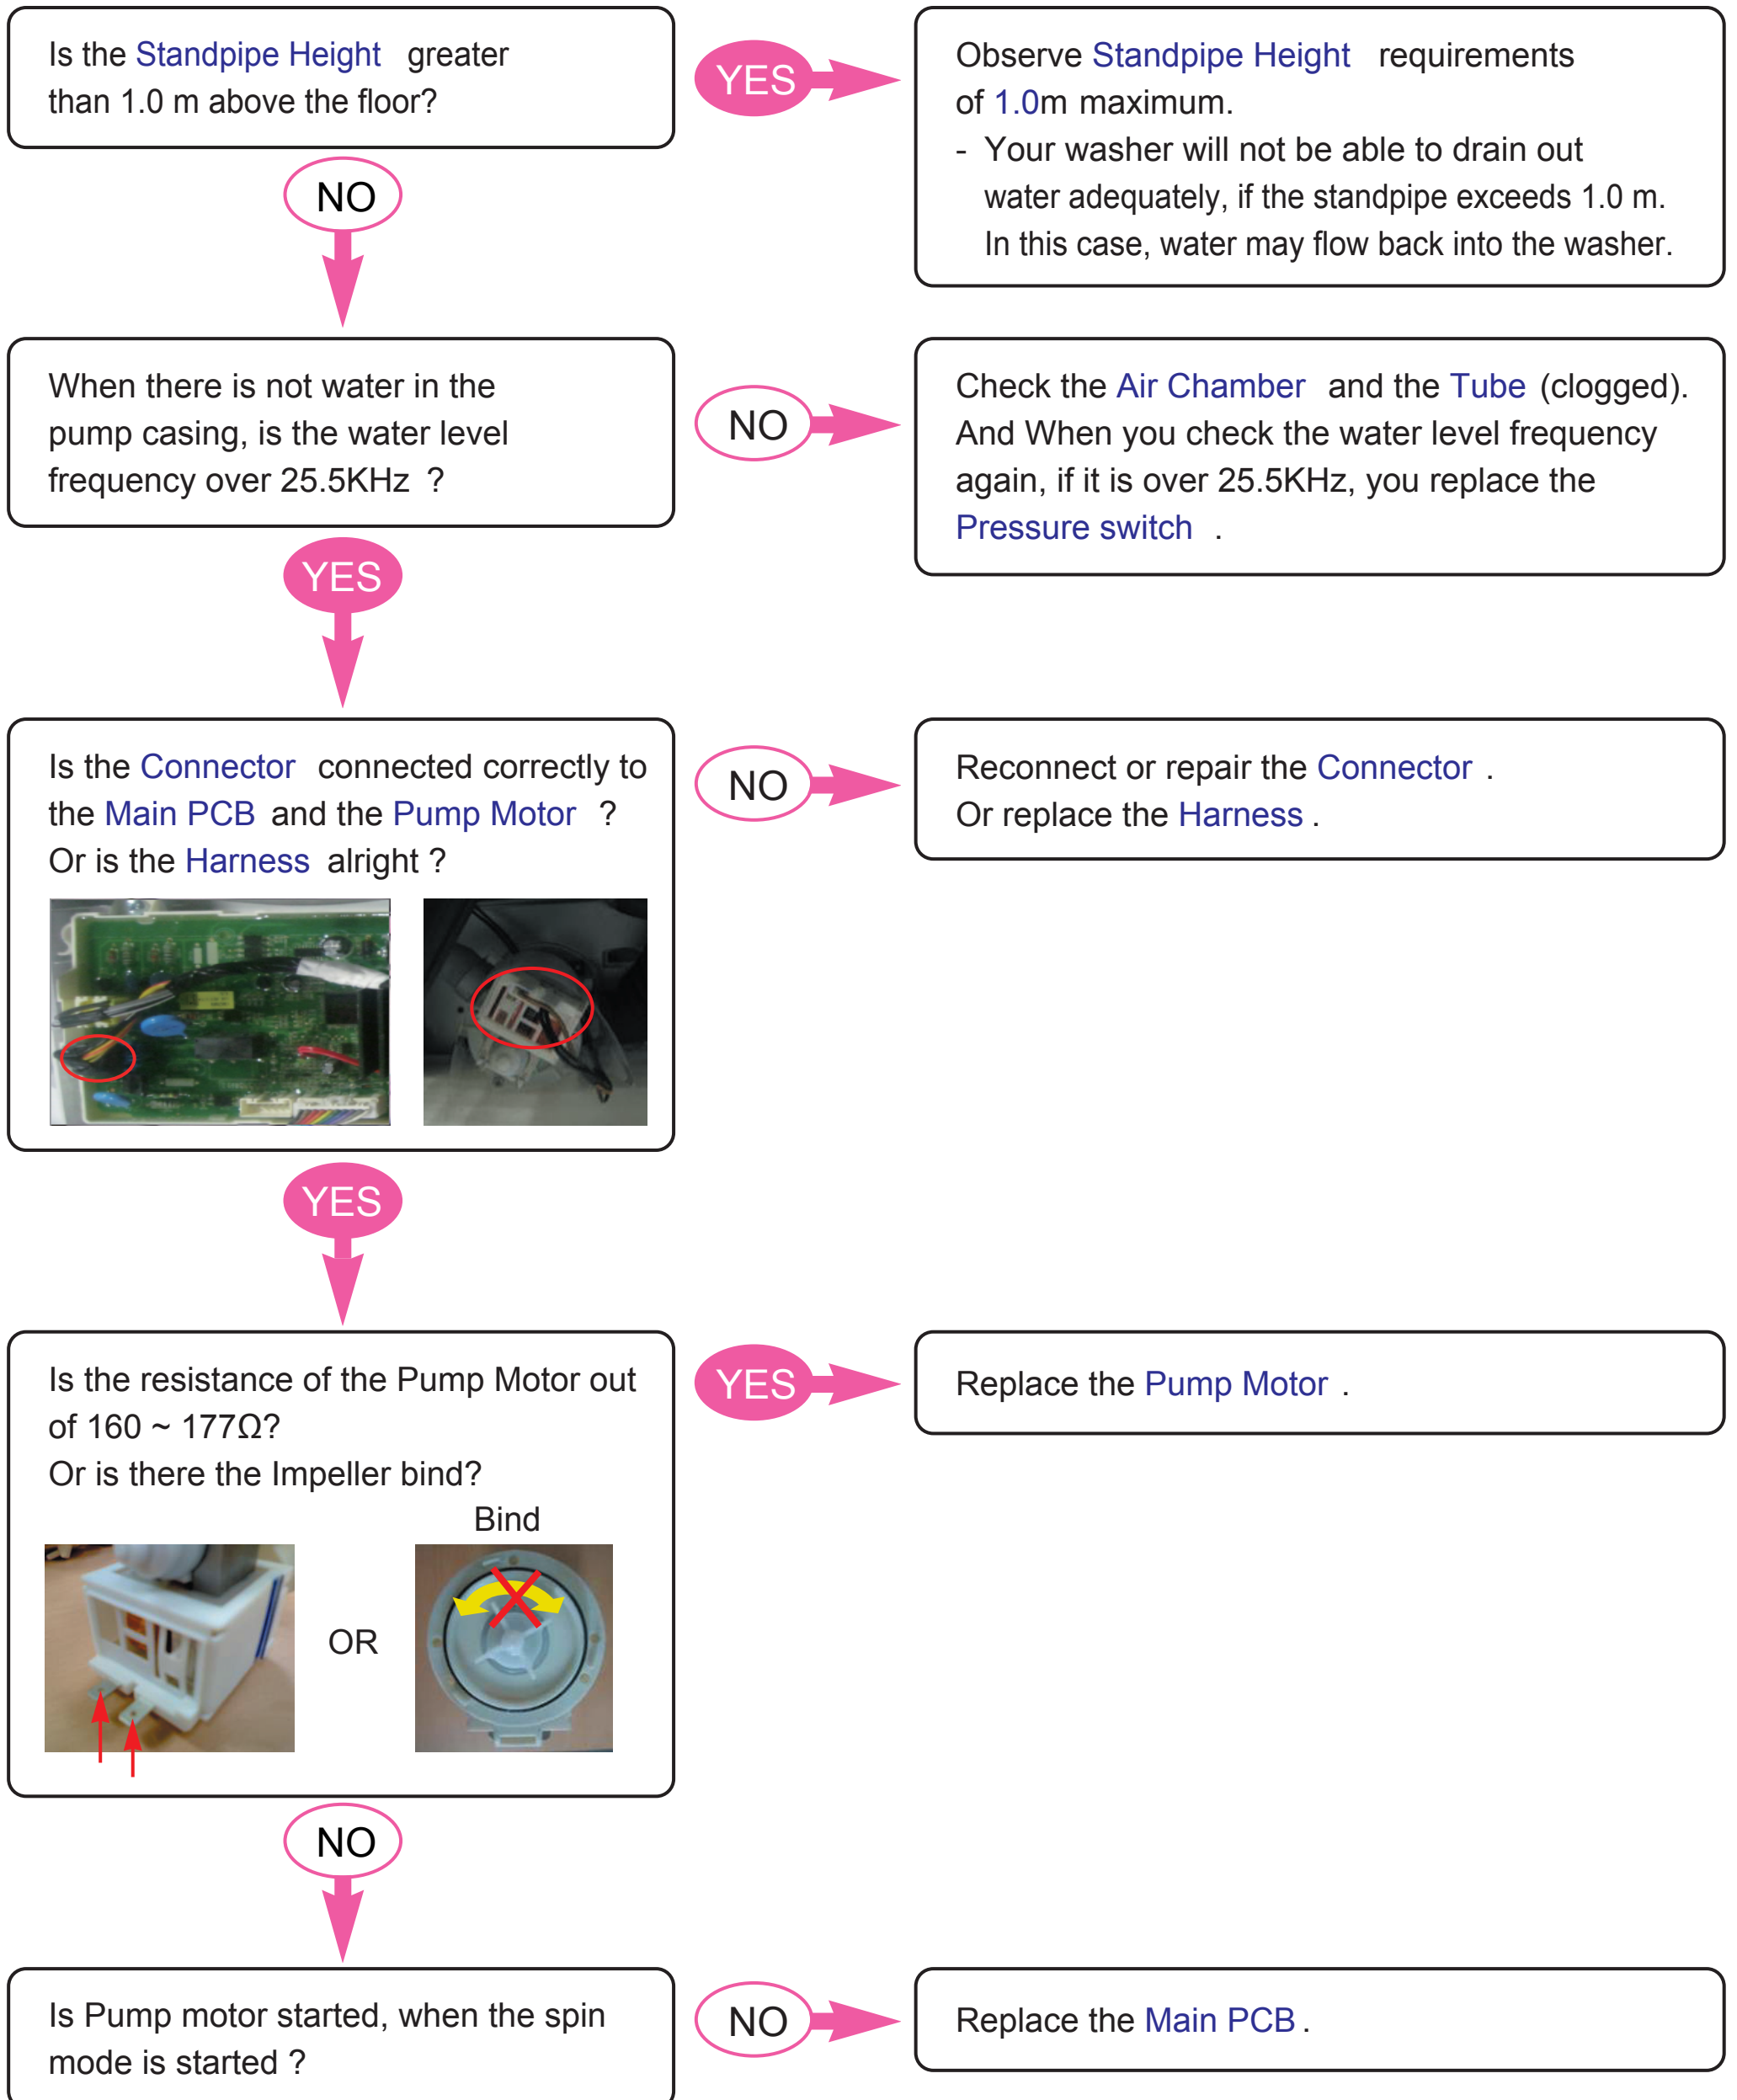 Is the Standpipe Height greater
than 1.0 m above the floor?
YES
Observe Standpipe Height requirements
of 1.0m maximum.
- Your washer will not be able to drain out
water adequately, if the standpipe exceeds 1.0 m.
In this case, water may flow back into the washer.
NO
When there is not water in the
pump casing, is the water level
frequency over 25.5KHz ?
NO
Check the Air Chamber and the Tube (clogged).
And When you check the water level frequency
again, if it is over 25.5KHz, you replace the
Pressure switch .
YES
Is the Connector connected correctly to
the Main PCB and the Pump Motor ?
Or is the Harness alright ?
NO
Reconnect or repair the Connector .
Or replace the Harness .
YES
Is the resistance of the Pump Motor out
of 160 ~ 177Ω?
Or is there the Impeller bind?
Bind
OR
YES
Replace the Pump Motor .
NO
Is Pump motor started, when the spin
mode is started ?
NO
Replace the Main PCB .